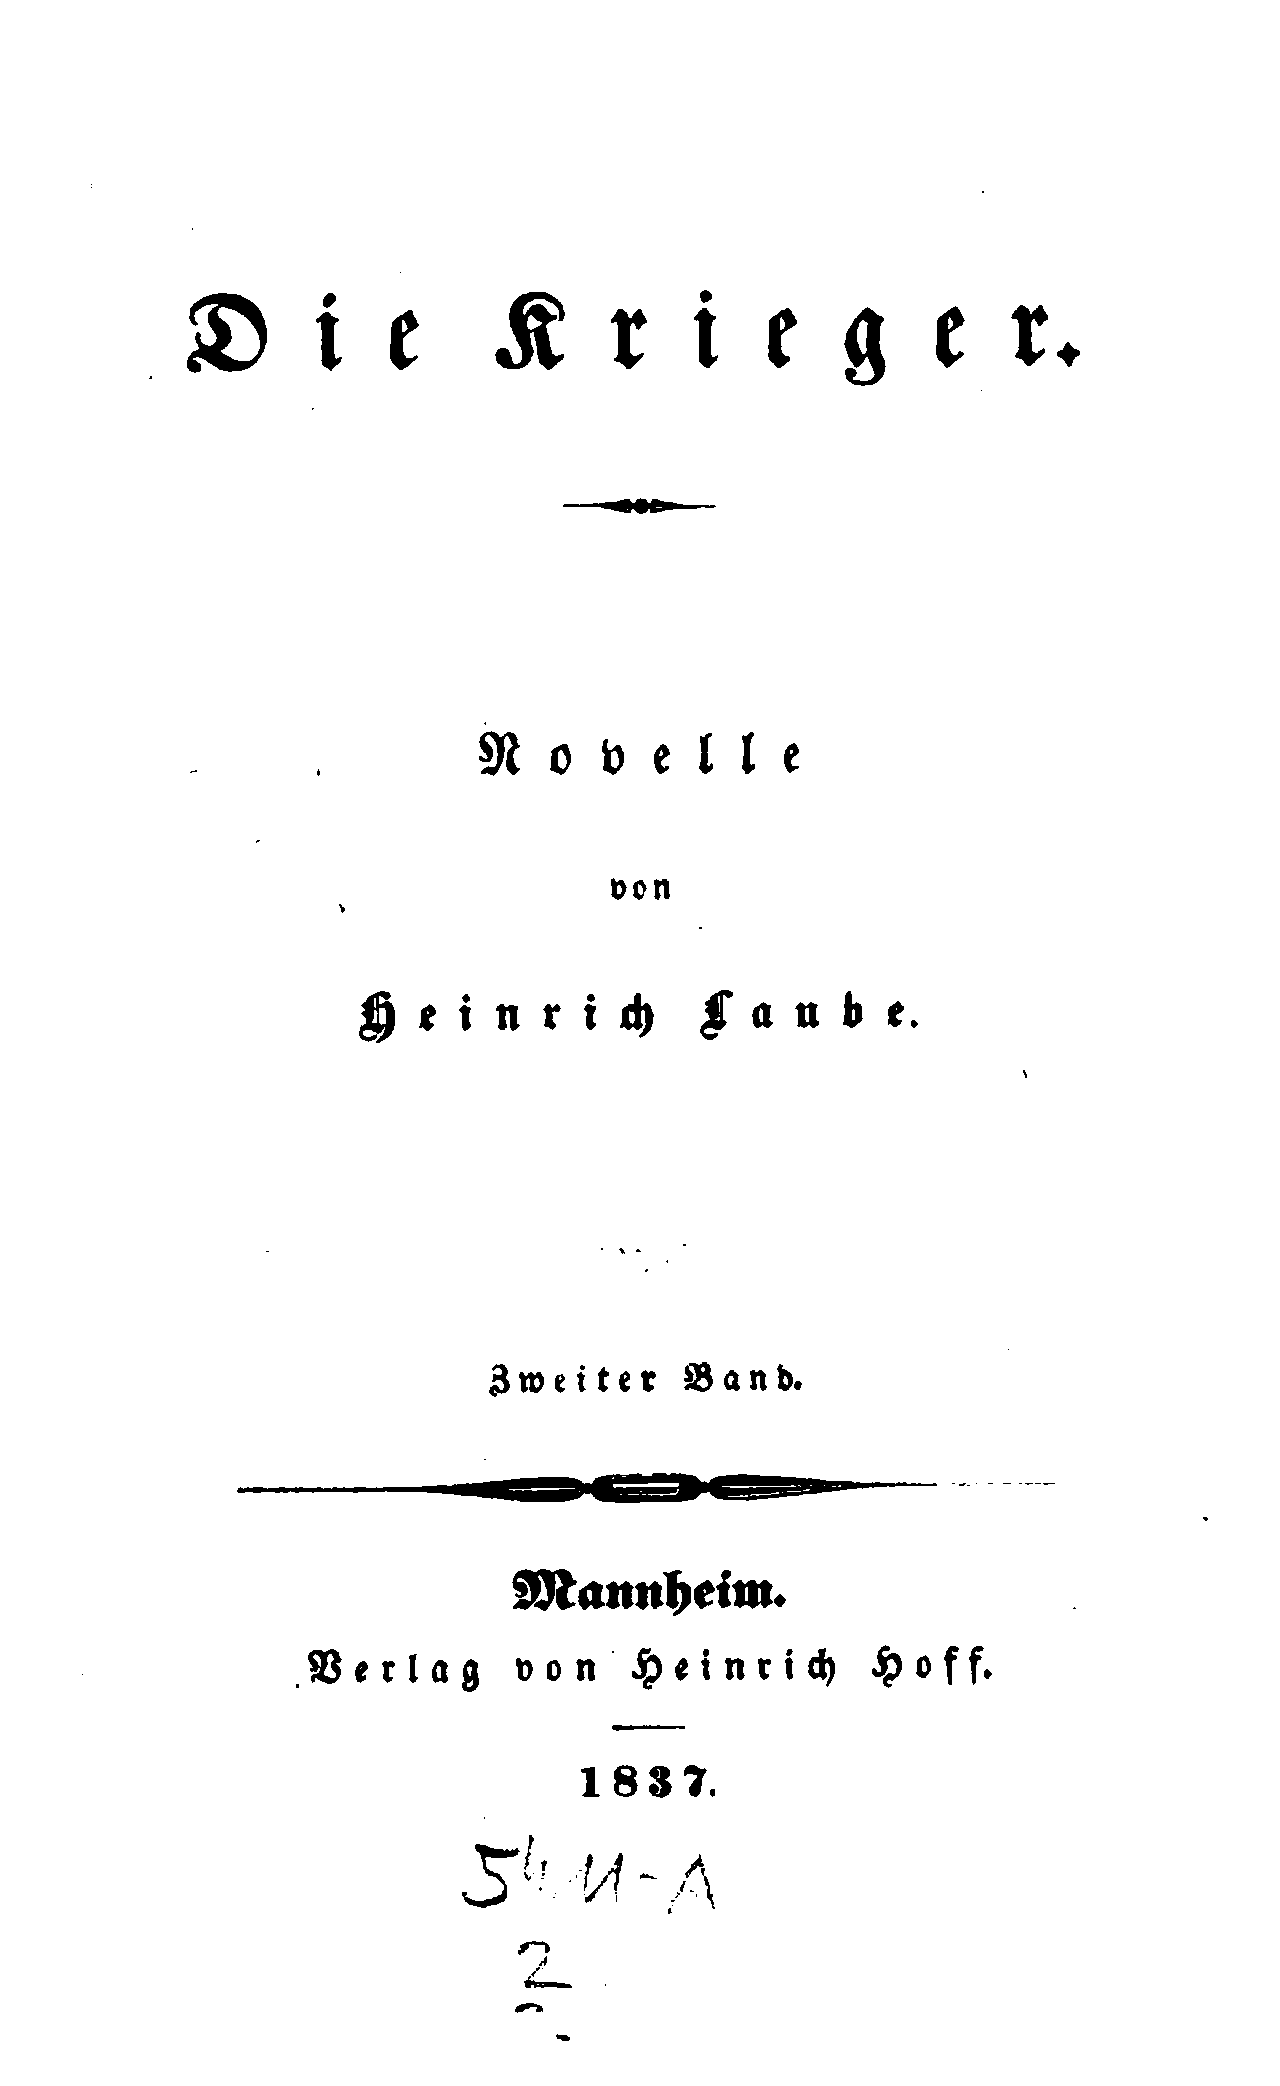 Die Krieger.
Novelle
von
Heinrich Laube.
Zweiter Band.
Mannheim.
Verlag von Heinrich Hoff.
1837.
2